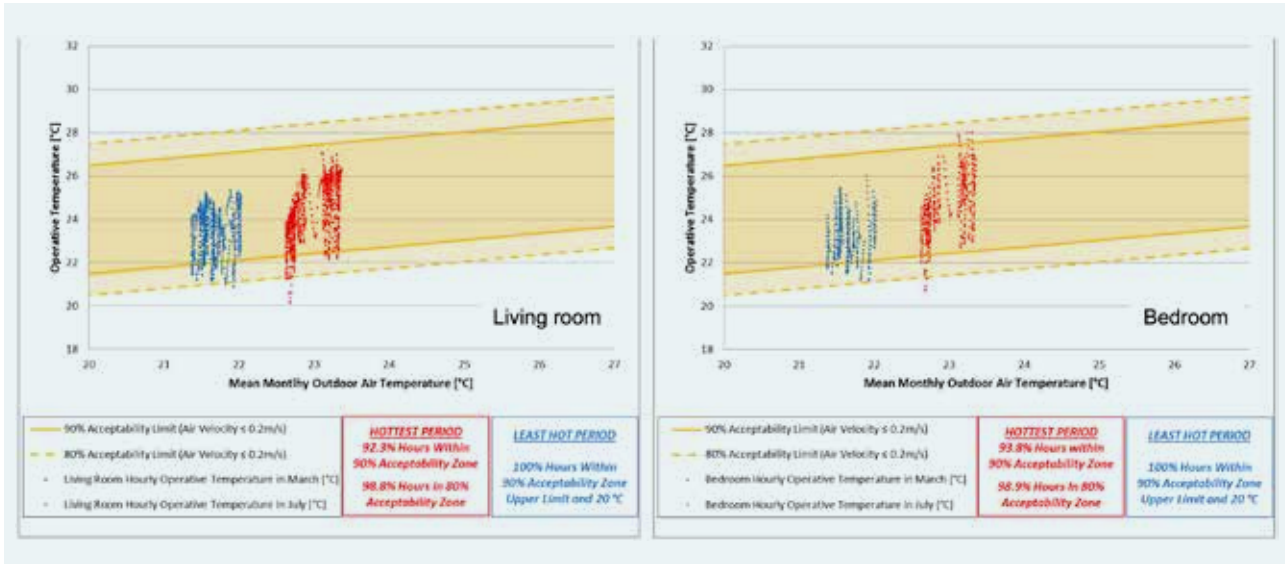 32
30
28
26
24
22
20
18
Operative Temperature [°C]
20 21 22 23 24 25 26 27
Mean Monthly Outdoor Air Temperature [°C]
Living room
90% Acceptability Limit (Air Velocity ≤ 0.2m/s)
80% Acceptability Limit (Air Velocity ≤ 0.2m/s)
Living Room Hourly Operative Temperature in March [°C]
Living Room Hourly Operative Temperature in July [°C]
HOTTEST PERIOD
92.3% Hours Within
90% Acceptability Zone
98.8% Hours In 80%
Acceptability Zone
LEAST HOT PERIOD
100% Hours Within
90% Acceptability Zone
Upper Limit and 20 °C
32
30
28
26
24
22
20
18
Operative Temperature [°C]
20 21 22 23 24 25 26 27
Mean Monthly Outdoor Air Temperature [°C]
Bedroom
90% Acceptability Limit (Air Velocity ≤ 0.2m/s)
80% Acceptability Limit (Air Velocity ≤ 0.2m/s)
Bedroom Hourly Operative Temperature in March [°C]
Bedroom Hourly Operative Temperature in July [°C]
HOTTEST PERIOD
93.8% Hours within
90% Acceptability Zone
98.9% Hours In 80%
Acceptability Zone
LEAST HOT PERIOD
100% Hours Within
90% Acceptability Zone
Upper Limit and 20 °C